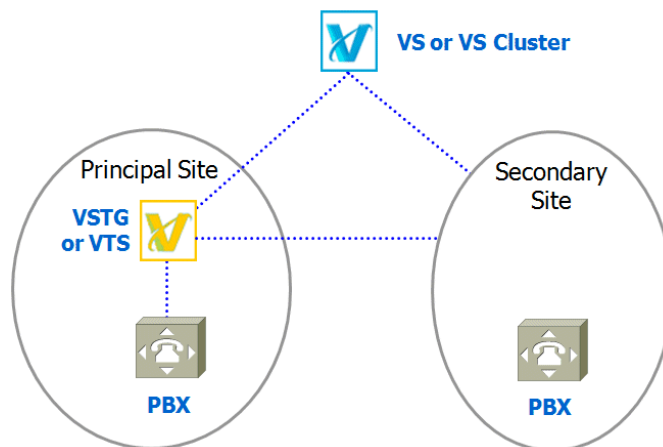 VS or VS Cluster
Principal Site
VSTG
or VTS
PBX
Secondary
Site
PBX